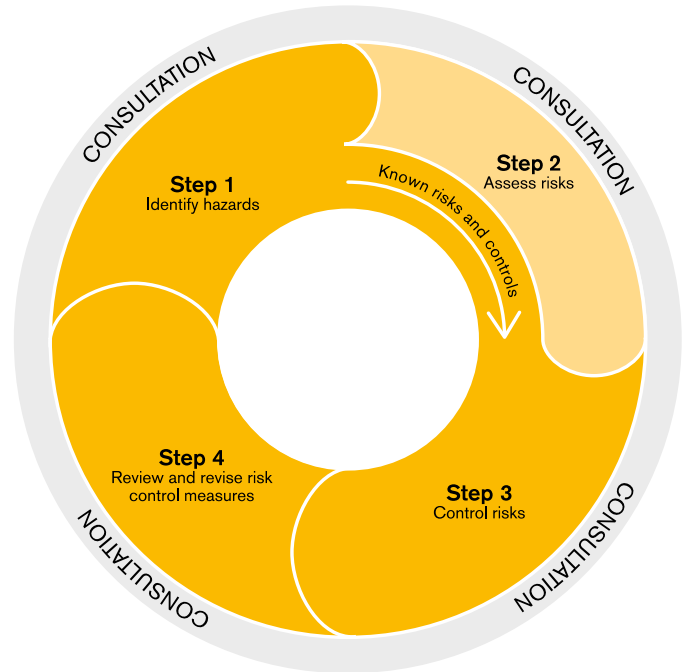 CONSULTATION
CONSULTATION
Step 1
Identify hazards
Step 2
Assess risks
Known risks and controls
Step 4
Review and revise risk
control measures
Step 3
Control risks
CONSULTATION
CONSULTATION